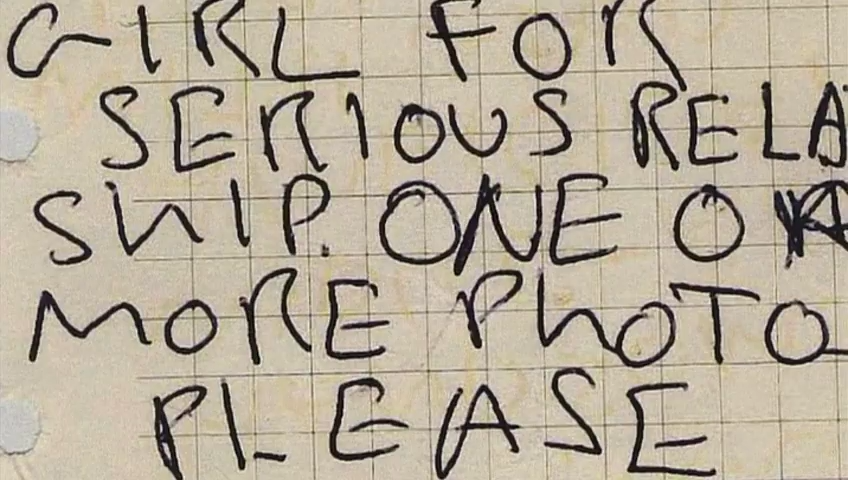 GIRL FOR
SERIOUS RELA
SHIP. ONE OR
MORE PHOTO
PLEASE